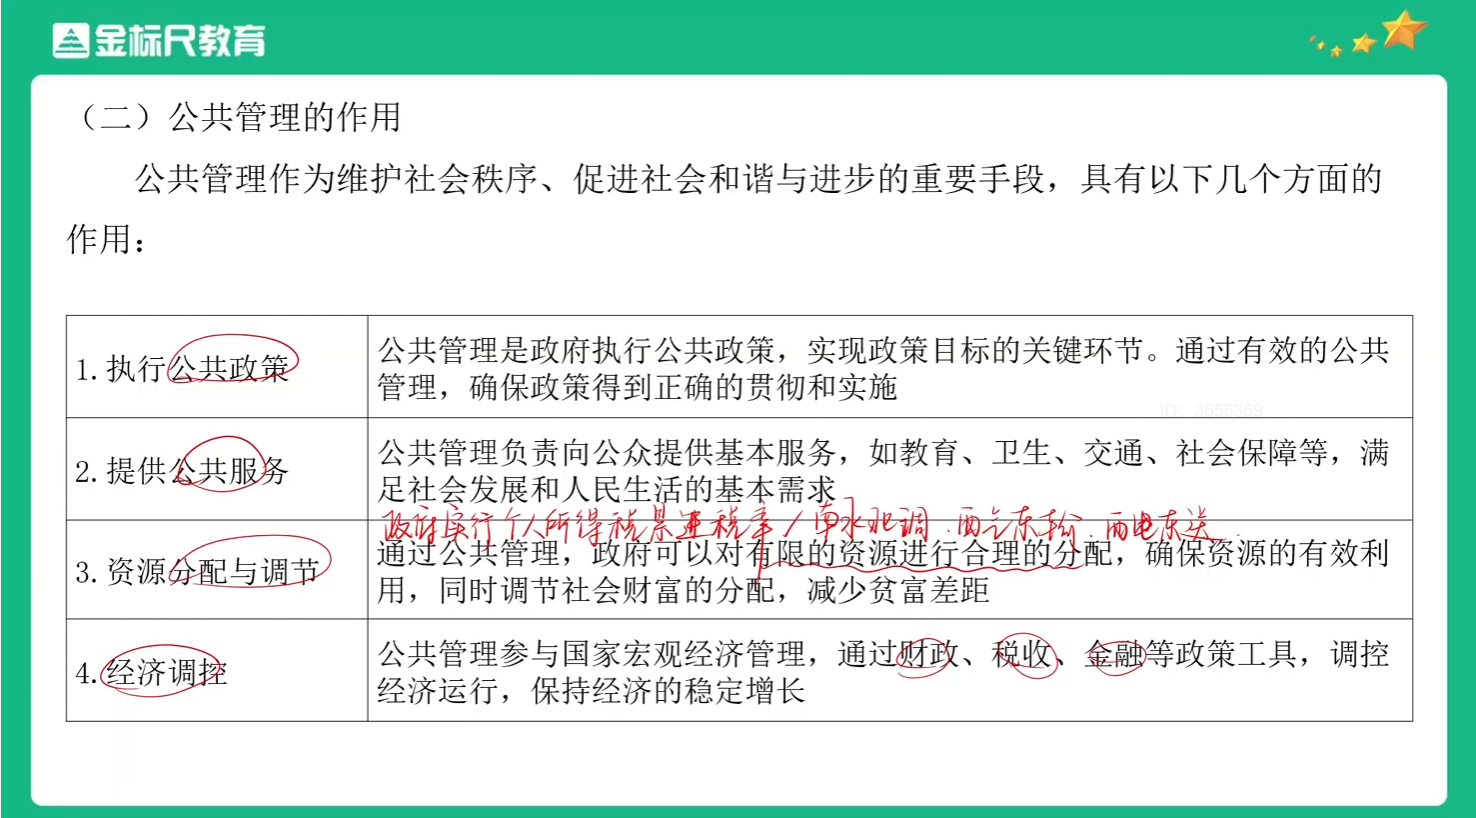 金标尺教育
（二）公共管理的作用
公共管理作为维护社会秩序、促进社会和谐与进步的重要手段，具有以下几个方面的
作用：
1.执行公共政策
公共管理是政府执行公共政策，实现政策目标的关键环节。通过有效的公共
管理，确保政策得到正确的贯彻和实施
ID：3555369
2.提供公共服务
公共管理负责向公众提供基本服务，如教育、卫生、交通、社会保障等，满
足社会发展和人民生活的基本需求
政府实行个人所得税累进税率/南水北调．西气东输．西电东送．
3.资源分配与调节
通过公共管理，政府可以对有限的资源进行合理的分配，确保资源的有效利
用，同时调节社会财富的分配，减少贫富差距
4.经济调控
公共管理参与国家宏观经济管理，通过财政、税收、金融等政策工具，调控
经济运行，保持经济的稳定增长